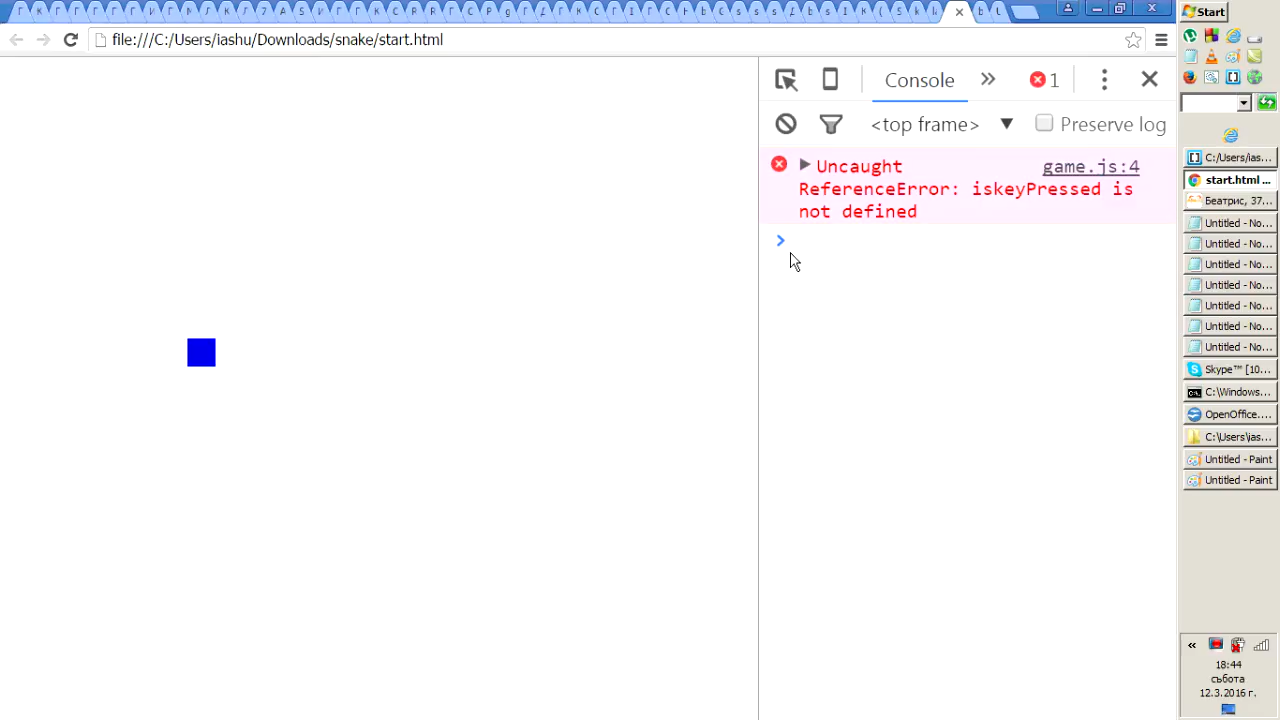 Start
file:///C:/Users/iashu/Downloads/snake/start.html
Console
1
<top frame>
Preserve log
Uncaught
game.js:4
ReferenceError: iskeyPressed is
not defined
C:/Users/ias...
start.html ...
Беатрис, 37...
Untitled - No...
Untitled - No...
Untitled - No...
Untitled - No...
Untitled - No...
Untitled - No...
Untitled - No...
Skype™ [10...
C:\Windows...
OpenOffice....
C:\Users\ias...
Untitled - Paint
Untitled - Paint
18:44
събота
12.3.2016 г.